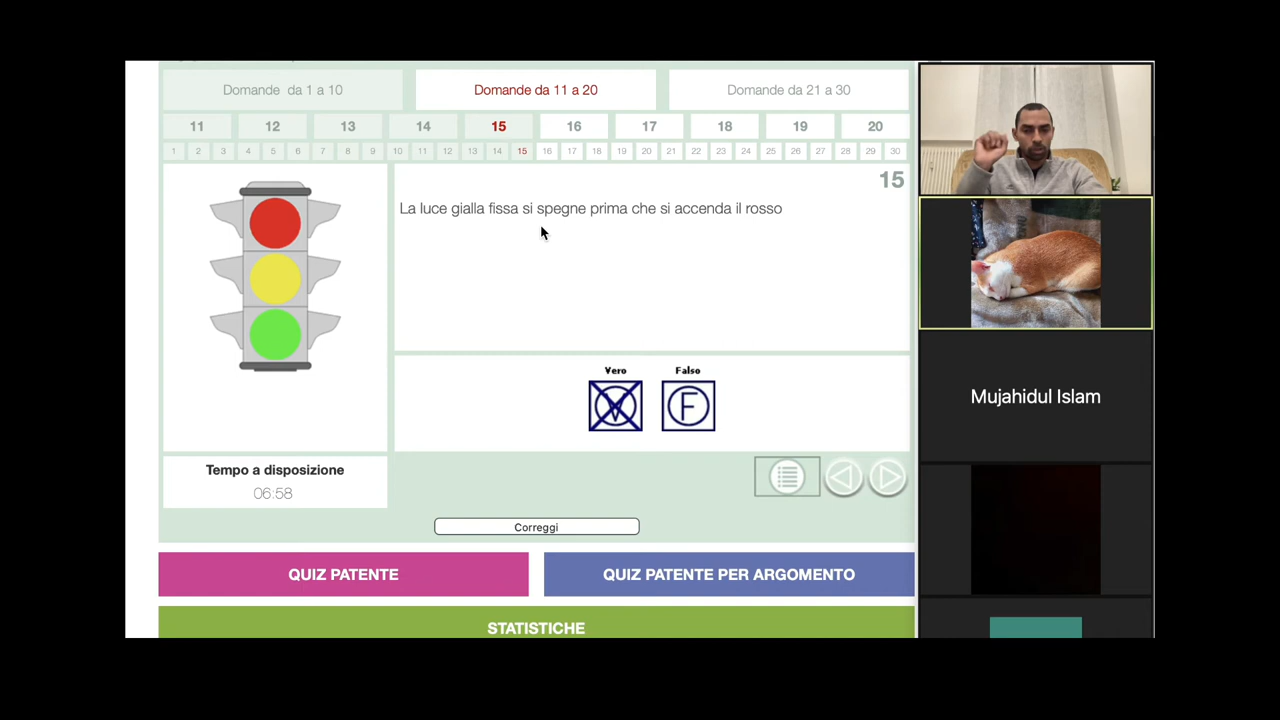 Domande da 1 a 10
Domande da 11 a 20
Domande da 21 a 30
11 12 13 14 15 16 17 18 19 20
1 2 3 4 5 6 7 8 9 10 11 12 13 14 15 16 17 18 19 20 21 22 23 24 25 26 27 28 29 30
15
La luce gialla fissa si spegne prima che si accenda il rosso
Vero Falso
V F
Tempo a disposizione
06:58
Correggi
QUIZ PATENTE
QUIZ PATENTE PER ARGOMENTO
STATISTICHE
Mujahidul Islam